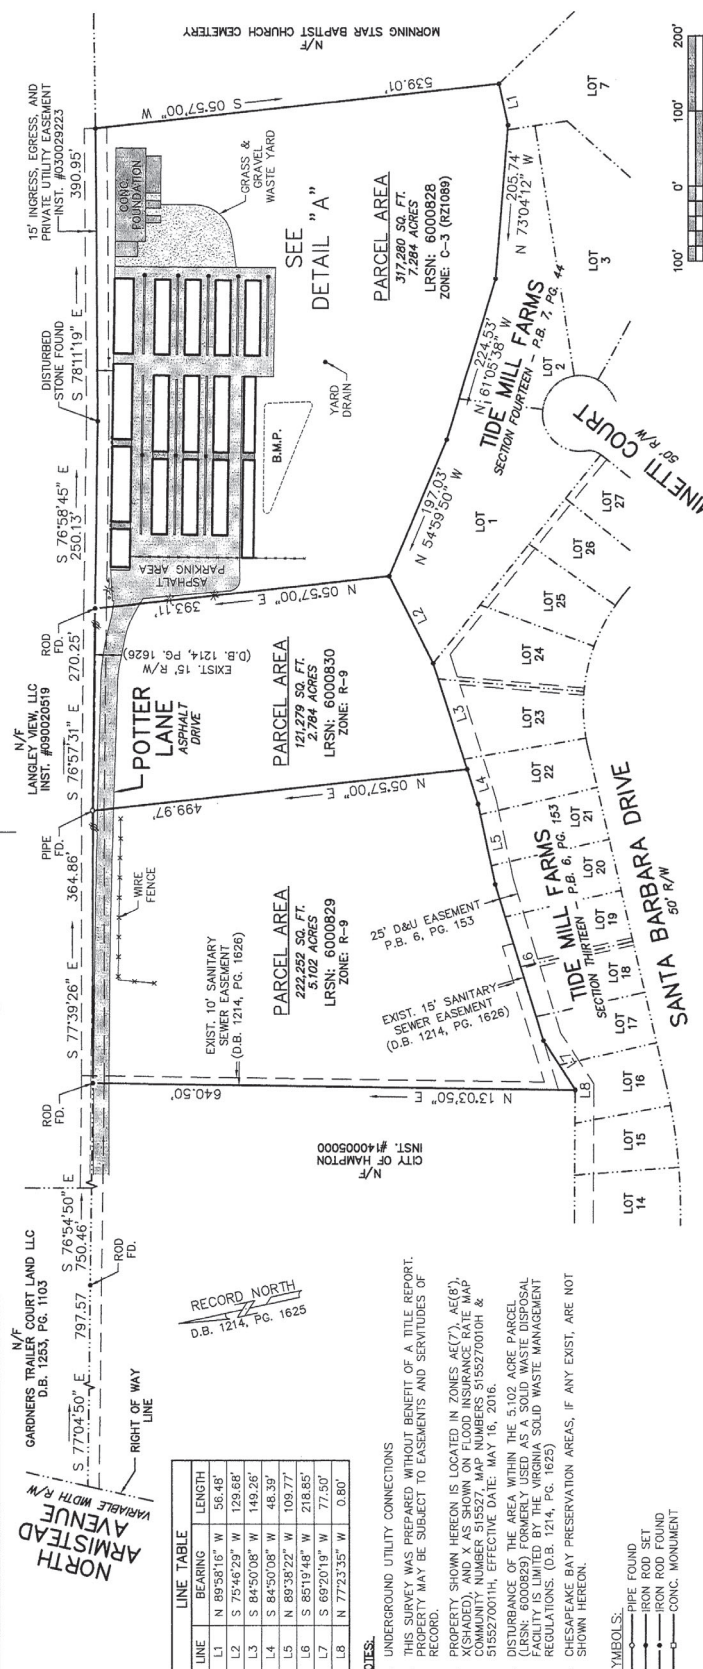 N/F
MORNING STAR BAPTIST CHURCH CEMETERY
15' INGRESS, EGRESS, AND
PRIVATE UTILITY EASEMENT
INST. #030029223
390.95'
S 05°57'00" W
539.01'
CONC.
FOUNDATION
GRASS &
GRAVEL
WASTE YARD
SEE
DETAIL "A"
PARCEL AREA
317,280 SQ. FT.
7.284 ACRES
LRSN: 6000828
ZONE: C-3 (RZ1089)
L1
205.74'
N 73°04'12" W
LOT
7
LOT
3
200'
100'
0'
100'
DISTURBED
STONE FOUND
S 78°11'19" E
YARD
DRAIN
B.M.P.
224.53'
N 61°05'38" W
TIDE MILL FARMS
SECTION FOURTEEN - P.B. 7, PG. 44
LOT
2
MINETTI COURT
50' R/W
S 76°58'45" E
250.13'
ASPHALT
PARKING AREA
197.03'
N 54°59'50" W
LOT
1
LOT
27
LOT
26
LOT
25
LOT
24
N/F
LANGLEY VIEW, LLC
INST. #090020519
ROD
FD.
S 76°57'31" E 270.25'
393.11'
N 05°57'00" E
EXIST. 15' R/W
(D.B. 1214, PG. 1626)
POTTER
LANE
ASPHALT
DRIVE
PARCEL AREA
121,279 SQ. FT.
2.784 ACRES
LRSN: 6000830
ZONE: R-9
L2
L3
L4
LOT
23
LOT
22
PIPE
FD.
499.97'
N 05°57'00" E
S 77°39'26" E 364.86'
WIRE
FENCE
PARCEL AREA
222,252 SQ. FT.
5.102 ACRES
LRSN: 6000829
ZONE: R-9
EXIST. 10' SANITARY
SEWER EASEMENT
(D.B. 1214, PG. 1626)
25' D&U EASEMENT
P.B. 6, PG. 153
EXIST. 15' SANITARY
SEWER EASEMENT
(D.B. 1214, PG. 1626)
L5
L6
L7
L8
TIDE MILL FARMS
SECTION THIRTEEN - P.B. 6, PG. 153
LOT
21
LOT
20
LOT
19
LOT
18
LOT
17
LOT
16
LOT
15
LOT
14
SANTA BARBARA DRIVE
50' R/W
ROD
FD.
640.50'
N 13°03'50" E
N/F
CITY OF HAMPTON
INST. #140005000
N/F
GARDNERS TRAILER COURT LAND LLC
D.B. 1253, PG. 1103
S 76°54'50" E
750.46'
ROD
FD.
S 77°04'50" E 797.57
RIGHT OF WAY
LINE
NORTH
ARMISTEAD
AVENUE
VARIABLE WIDTH R/W
RECORD NORTH
D.B. 1214, PG. 1625
LINE TABLE
LINE BEARING LENGTH
L1 N 89°58'16" W 56.48'
L2 S 75°46'29" W 129.68'
L3 S 84°50'08" W 149.26'
L4 S 84°50'08" W 48.39'
L5 N 89°38'22" W 109.77'
L6 S 85°19'48" W 218.85'
L7 S 69°20'19" W 77.50'
L8 N 77°23'35" W 0.80'
OTES:
UNDERGROUND UTILITY CONNECTIONS
THIS SURVEY WAS PREPARED WITHOUT BENEFIT OF A TITLE REPORT.
PROPERTY MAY BE SUBJECT TO EASEMENTS AND SERVITUDES OF
RECORD.
PROPERTY SHOWN HEREON IS LOCATED IN ZONES AE(7'), AE(8'),
X(SHADED), AND X AS SHOWN ON FLOOD INSURANCE RATE MAP
COMMUNITY NUMBER 515527, MAP NUMBERS 5155270010H &
5155270011H, EFFECTIVE DATE: MAY 16, 2016.
DISTURBANCE OF THE AREA WITHIN THE 5.102 ACRE PARCEL
(LRSN: 6000829) FORMERLY USED AS A SOLID WASTE DISPOSAL
FACILITY IS LIMITED BY THE VIRGINIA SOLID WASTE MANAGEMENT
REGULATIONS. (D.B. 1214, PG. 1625)
CHESAPEAKE BAY PRESERVATION AREAS, IF ANY EXIST, ARE NOT
SHOWN HEREON.
YMBOLS:
PIPE FOUND
IRON ROD SET
IRON ROD FOUND
CONC. MONUMENT